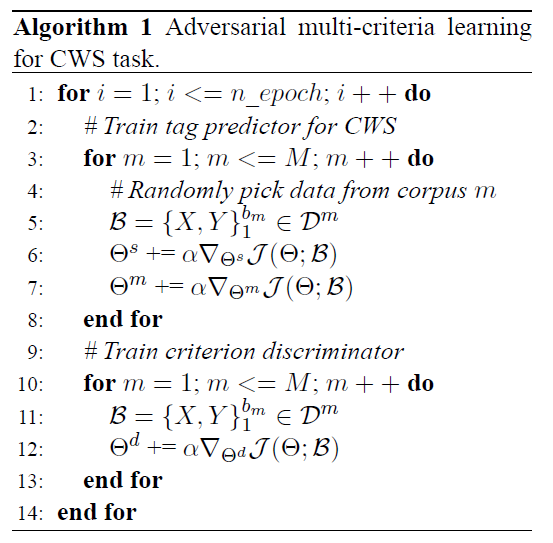 Algorithm 1 Adversarial multi-criteria learning
for CWS task.
1: for i = 1; i <= n_epoch; i + + do
2: # Train tag predictor for CWS
3: for m = 1; m <= M; m + + do
4: # Randomly pick data from corpus m
5: ℬ = {X, Y}₁^{b_m} ∈ 𝒟^m
6: Θ^s += α∇_{Θ^s} 𝒥(Θ; ℬ)
7: Θ^m += α∇_{Θ^m} 𝒥(Θ; ℬ)
8: end for
9: # Train criterion discriminator
10: for m = 1; m <= M; m + + do
11: ℬ = {X, Y}₁^{b_m} ∈ 𝒟^m
12: Θ^d += α∇_{Θ^d} 𝒥(Θ; ℬ)
13: end for
14: end for